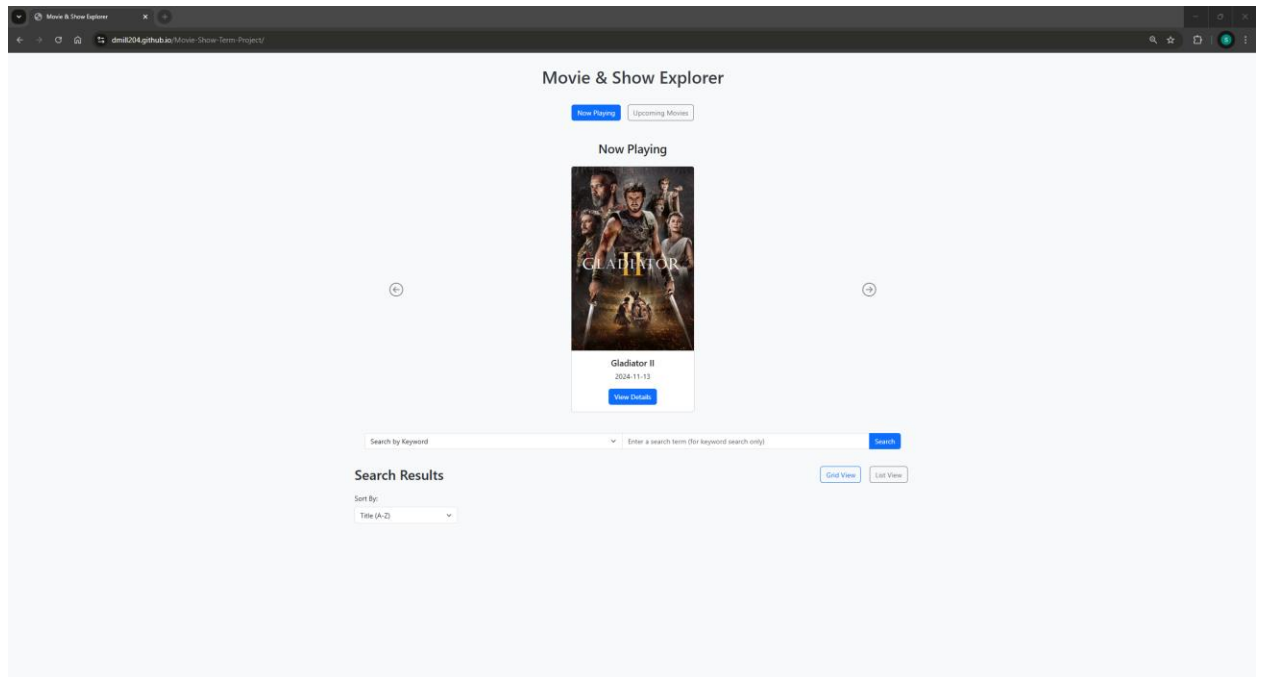 Movie & Show Explorer
dmill204.github.io/Movie-Show-Term-Project/
S
Movie & Show Explorer
Now Playing Upcoming Movies
Now Playing
GLADIATOR
II
Gladiator II
2024-11-13
View Details
Search by Keyword Enter a search term (for keyword search only) Search
Search Results Grid View List View
Sort By:
Title (A-Z)